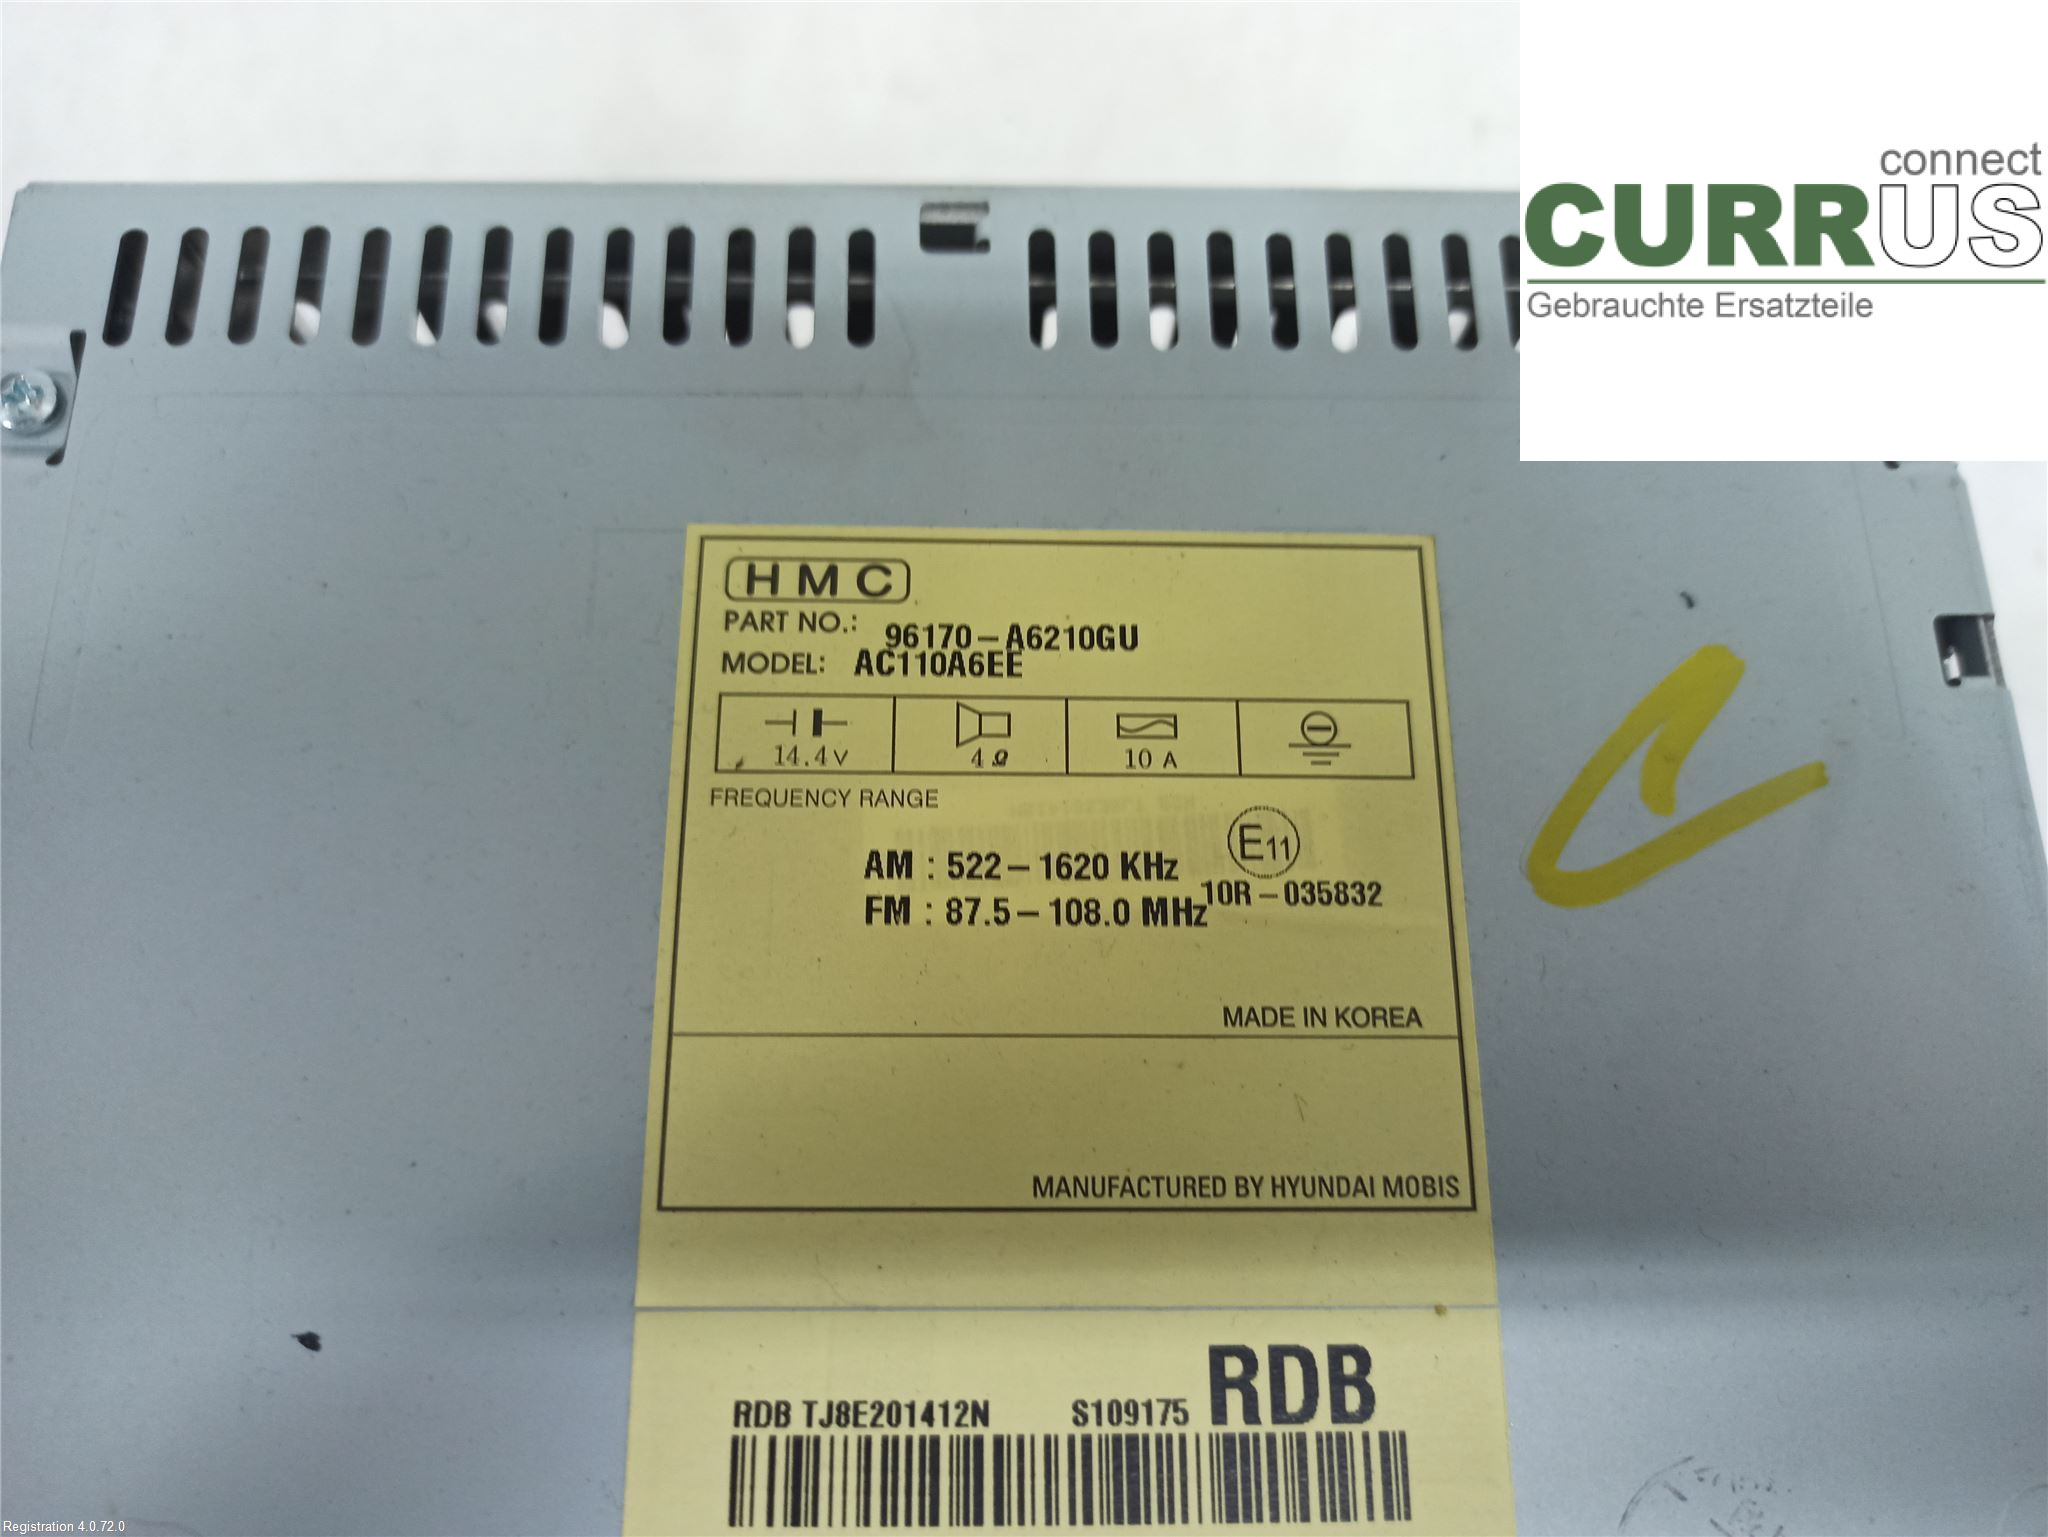 connect
CURRUS
Gebrauchte Ersatzteile
HMC
PART NO.: 96170-A6210GU
MODEL: AC110A6EE
14.4V 4Ω 10 A
FREQUENCY RANGE
E11
AM : 522-1620 KHz
10R-035832
FM : 87.5-108.0 MHz
MADE IN KOREA
MANUFACTURED BY HYUNDAI MOBIS
RDB TJ8E201412N S109175 RDB
Registration 4.0.72.0